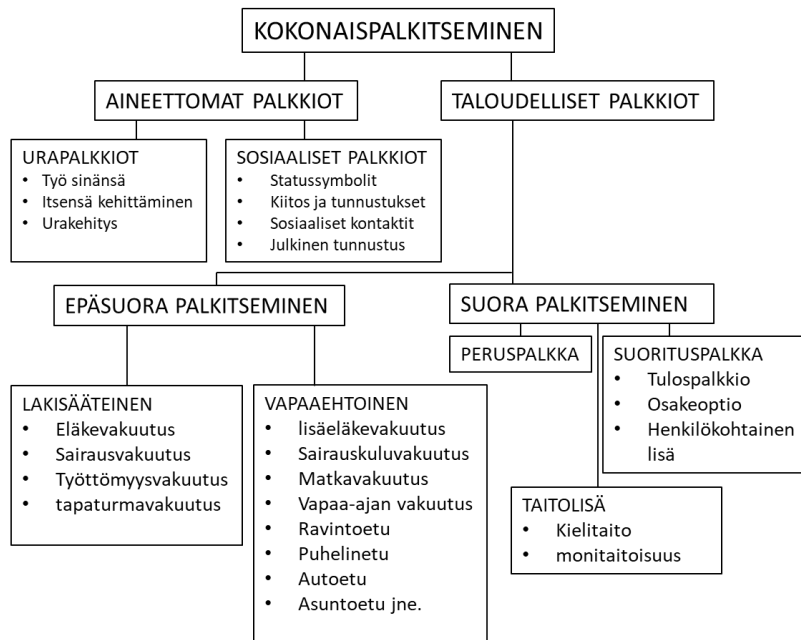 KOKONAISPALKITSEMINEN
AINEETTOMAT PALKKIOT
TALOUDELLISET PALKKIOT
URAPALKKIOT
• Työ sinänsä
• Itsensä kehittäminen
• Urakehitys
SOSIAALISET PALKKIOT
• Statussymbolit
• Kiitos ja tunnustukset
• Sosiaaliset kontaktit
• Julkinen tunnustus
EPÄSUORA PALKITSEMINEN
SUORA PALKITSEMINEN
PERUSPALKKA
SUORITUSPALKKA
• Tulospalkkio
• Osakeoptio
• Henkilökohtainen
lisä
LAKISÄÄTEINEN
• Eläkevakuutus
• Sairausvakuutus
• Työttömyysvakuutus
• tapaturmavakuutus
VAPAAEHTOINEN
• lisäeläkevakuutus
• Sairauskuluvakuutus
• Matkavakuutus
• Vapaa-ajan vakuutus
• Ravintoetu
• Puhelinetu
• Autoetu
• Asuntoetu jne.
TAITOLISÄ
• Kielitaito
• monitaitoisuus